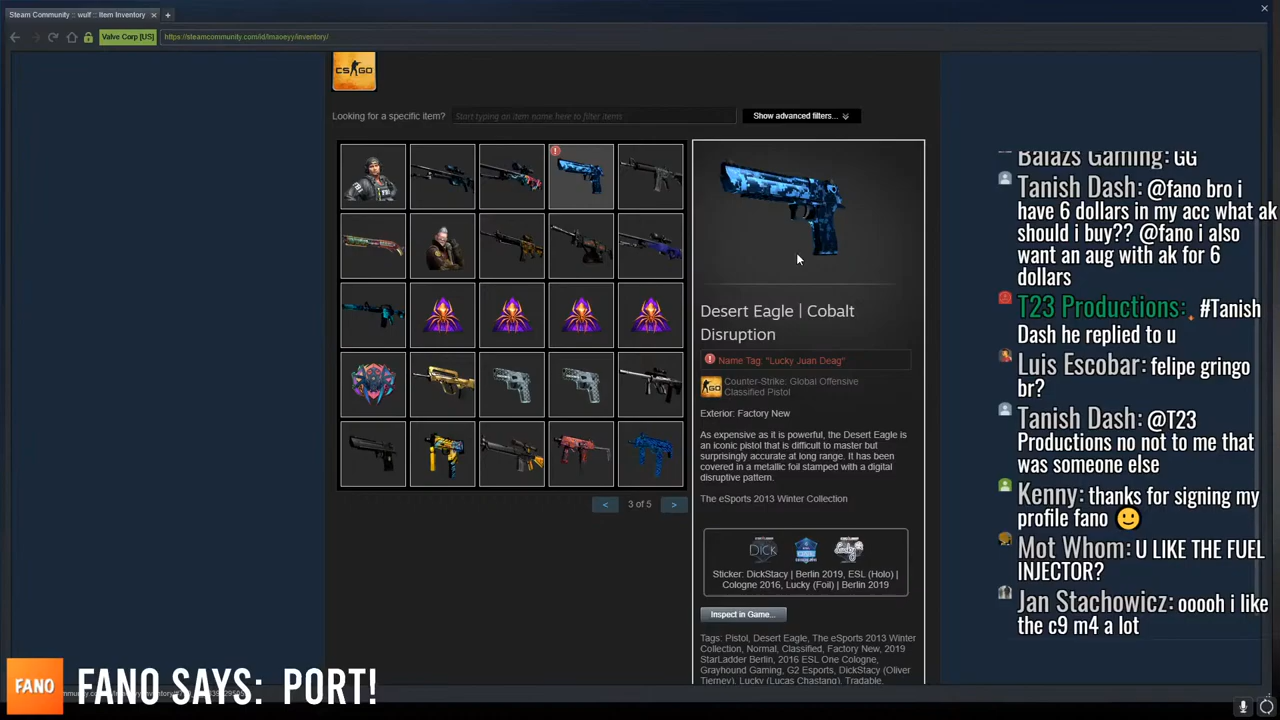 Steam Community :: wulf :: Item Inventory
Valve Corp [US]
https://steamcommunity.com/id/lmaoeyy/inventory/
CS GO
Looking for a specific item?
Start typing an item name here to filter items
Show advanced filters...
Desert Eagle | Cobalt
Disruption
Name Tag: "Lucky Juan Deag"
Counter-Strike: Global Offensive
Classified Pistol
Exterior: Factory New
As expensive as it is powerful, the Desert Eagle is
an iconic pistol that is difficult to master but
surprisingly accurate at long range. It has been
covered in a metallic foil stamped with a digital
disruptive pattern.
The eSports 2013 Winter Collection
Sticker: DickStacy | Berlin 2019, ESL (Holo) |
Cologne 2016, Lucky (Foil) | Berlin 2019
Inspect in Game...
Tags: Pistol, Desert Eagle, The eSports 2013 Winter
Collection, Normal, Classified, Factory New, 2019
StarLadder Berlin, 2016 ESL One Cologne,
Grayhound Gaming, G2 Esports, DickStacy (Oliver
Tierney), Lucky (Lucas Chastang), Tradable,
< 3 of 5 >
Balazs Gaming: GG
Tanish Dash: @fano bro i
have 6 dollars in my acc what ak
should i buy?? @fano i also
want an aug with ak for 6
dollars
T23 Productions: #Tanish
Dash he replied to u
Luis Escobar: felipe gringo
br?
Tanish Dash: @T23
Productions no not to me that
was someone else
Kenny: thanks for signing my
profile fano 🙂
Mot Whom: U LIKE THE FUEL
INJECTOR?
Jan Stachowicz: ooooh i like
the c9 m4 a lot
FANO
FANO SAYS: PORT!